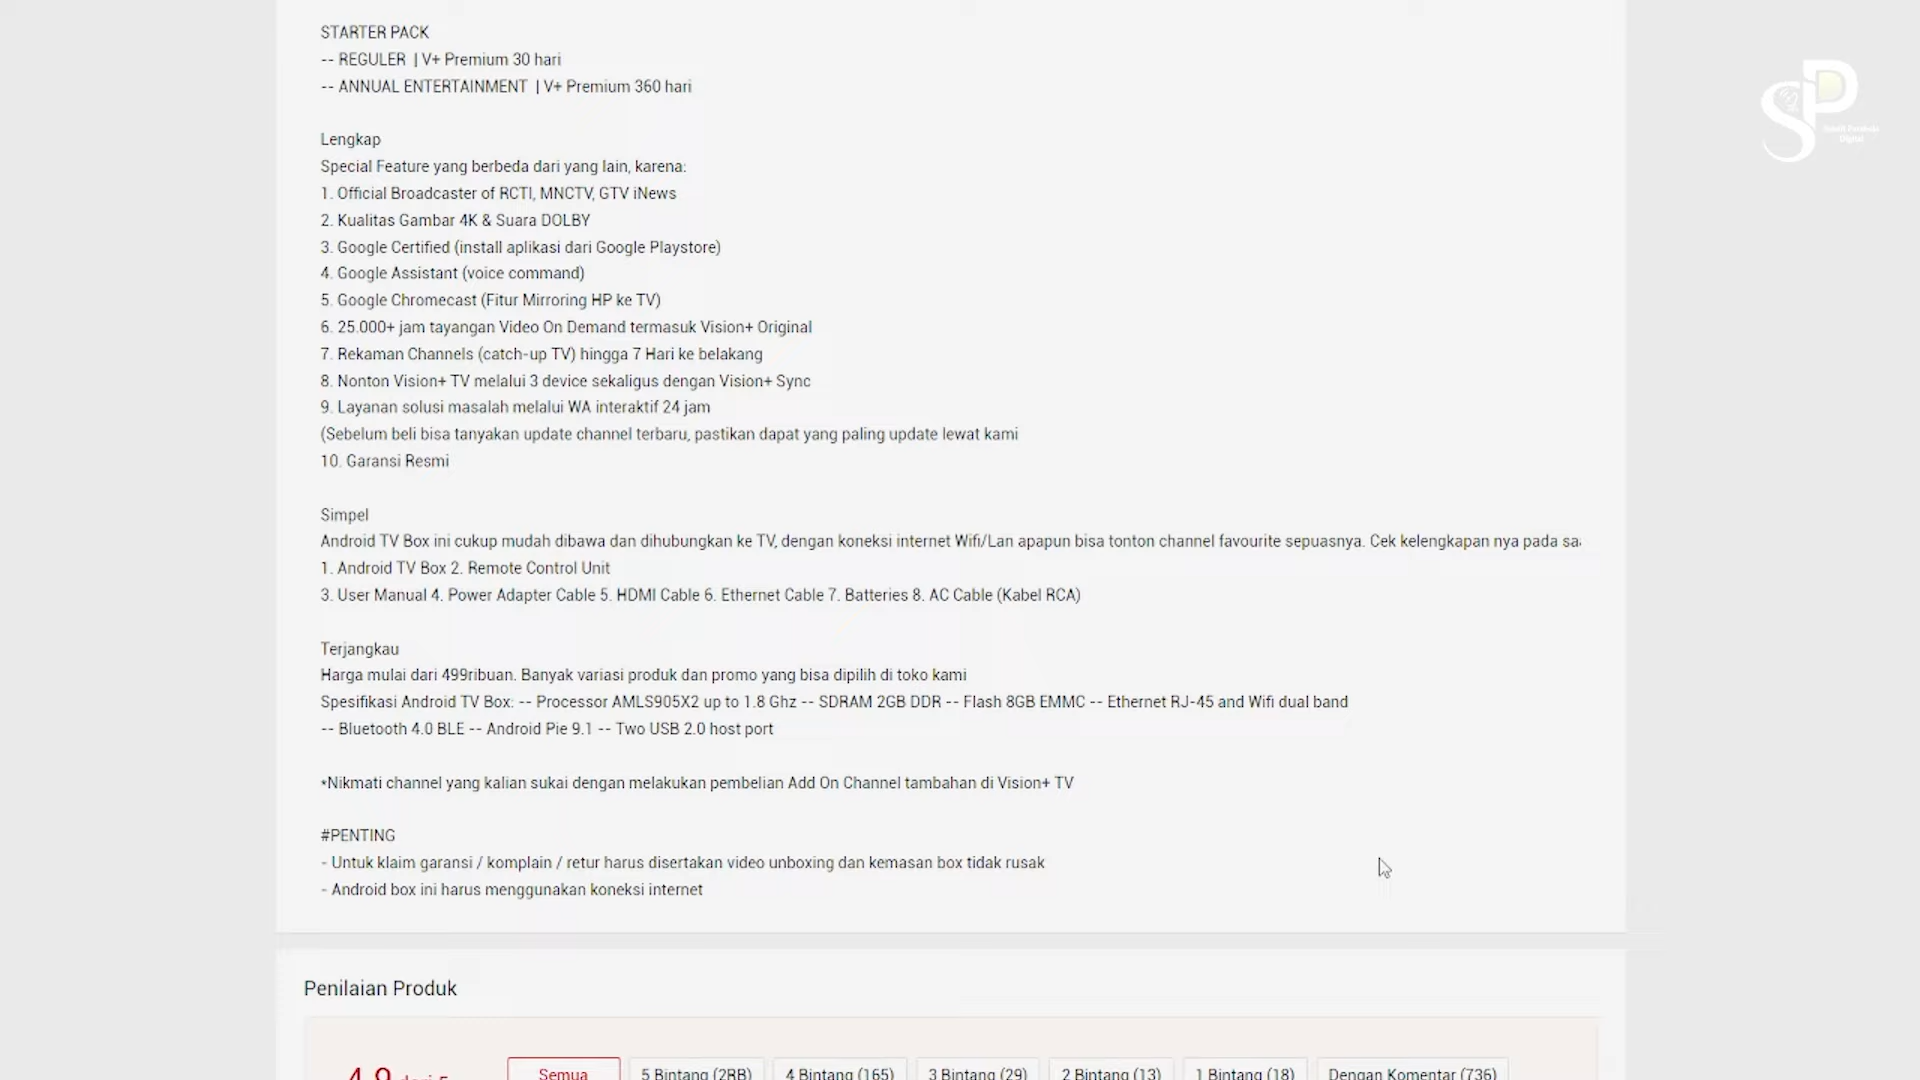 STARTER PACK
-- REGULER | V+ Premium 30 hari
-- ANNUAL ENTERTAINMENT | V+ Premium 360 hari
Lengkap
Special Feature yang berbeda dari yang lain, karena:
1. Official Broadcaster of RCTI, MNCTV, GTV iNews
2. Kualitas Gambar 4K & Suara DOLBY
3. Google Certified (install aplikasi dari Google Playstore)
4. Google Assistant (voice command)
5. Google Chromecast (Fitur Mirroring HP ke TV)
6. 25.000+ jam tayangan Video On Demand termasuk Vision+ Original
7. Rekaman Channels (catch-up TV) hingga 7 Hari ke belakang
8. Nonton Vision+ TV melalui 3 device sekaligus dengan Vision+ Sync
9. Layanan solusi masalah melalui WA interaktif 24 jam
(Sebelum beli bisa tanyakan update channel terbaru, pastikan dapat yang paling update lewat kami
10. Garansi Resmi
Simpel
Android TV Box ini cukup mudah dibawa dan dihubungkan ke TV, dengan koneksi internet Wifi/Lan apapun bisa tonton channel favourite sepuasnya. Cek kelengkapan nya pada
1. Android TV Box 2. Remote Control Unit
3. User Manual 4. Power Adapter Cable 5. HDMI Cable 6. Ethernet Cable 7. Batteries 8. AC Cable (Kabel RCA)
Terjangkau
Harga mulai dari 499ribuan. Banyak variasi produk dan promo yang bisa dipilih di toko kami
Spesifikasi Android TV Box: -- Processor AMLS905X2 up to 1.8 Ghz -- SDRAM 2GB DDR -- Flash 8GB EMMC -- Ethernet RJ-45 and Wifi dual band
-- Bluetooth 4.0 BLE -- Android Pie 9.1 -- Two USB 2.0 host port
*Nikmati channel yang kalian sukai dengan melakukan pembelian Add On Channel tambahan di Vision+ TV
#PENTING
- Untuk klaim garansi / komplain / retur harus disertakan video unboxing dan kemasan box tidak rusak
- Android box ini harus menggunakan koneksi internet
Penilaian Produk
4.9 dari 5
Semua
5 Bintang (2RB)
4 Bintang (165)
3 Bintang (29)
2 Bintang (13)
1 Bintang (18)
Dengan Komentar (736)
SPD
Digital